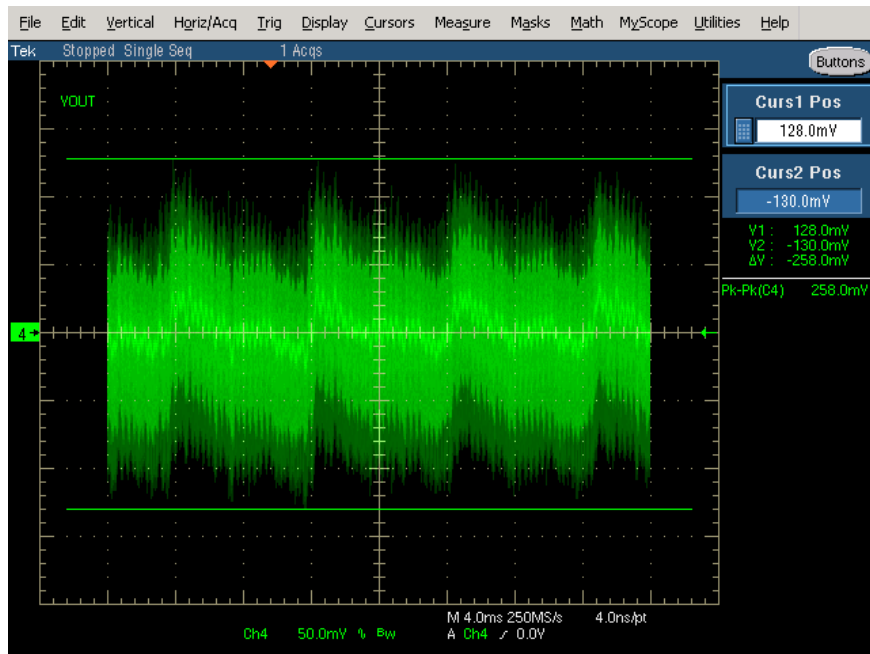 File Edit Vertical Horiz/Acq Trig Display Cursors Measure Masks Math MyScope Utilities Help
Tek Stopped Single Seq 1 Acqs
Buttons
VOUT
Curs1 Pos
128.0mV
Curs2 Pos
-130.0mV
V1 : 128.0mV
V2 : -130.0mV
ΔV : -258.0mV
Pk-Pk(C4) 258.0mV
4
M 4.0ms 250MS/s 4.0ns/pt
Ch4 50.0mV ∿ Bw A Ch4 ∕ 0.0V